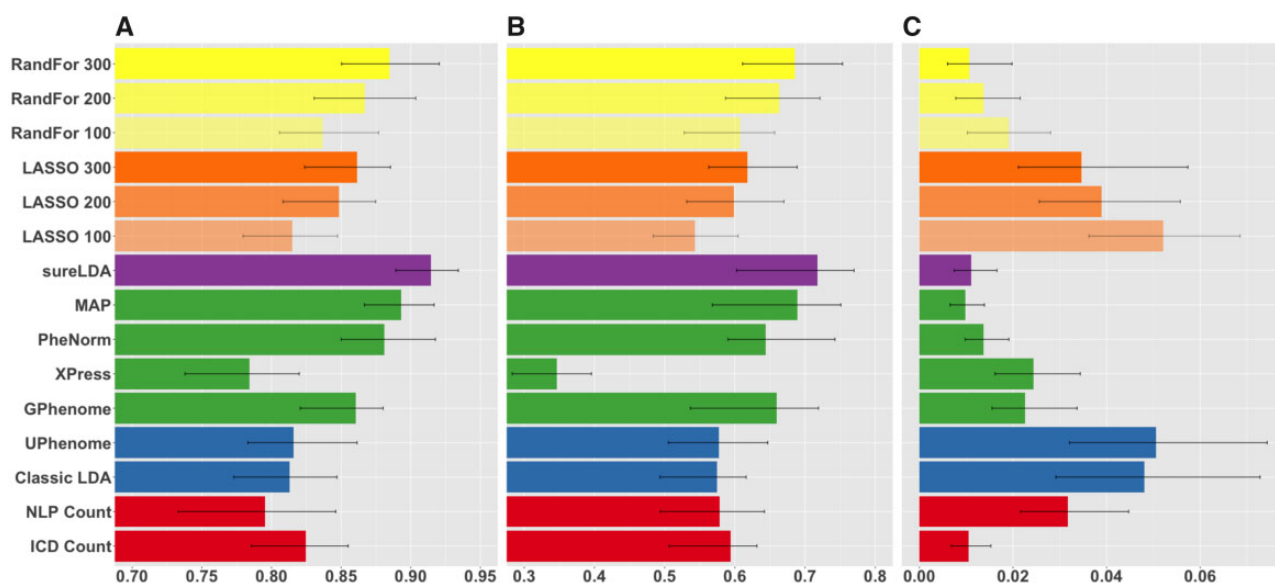 A B C
RandFor 300
RandFor 200
RandFor 100
LASSO 300
LASSO 200
LASSO 100
sureLDA
MAP
PheNorm
XPress
GPhenome
UPhenome
Classic LDA
NLP Count
ICD Count
0.70 0.75 0.80 0.85 0.90 0.95 0.3 0.4 0.5 0.6 0.7 0.8 0.00 0.02 0.04 0.06